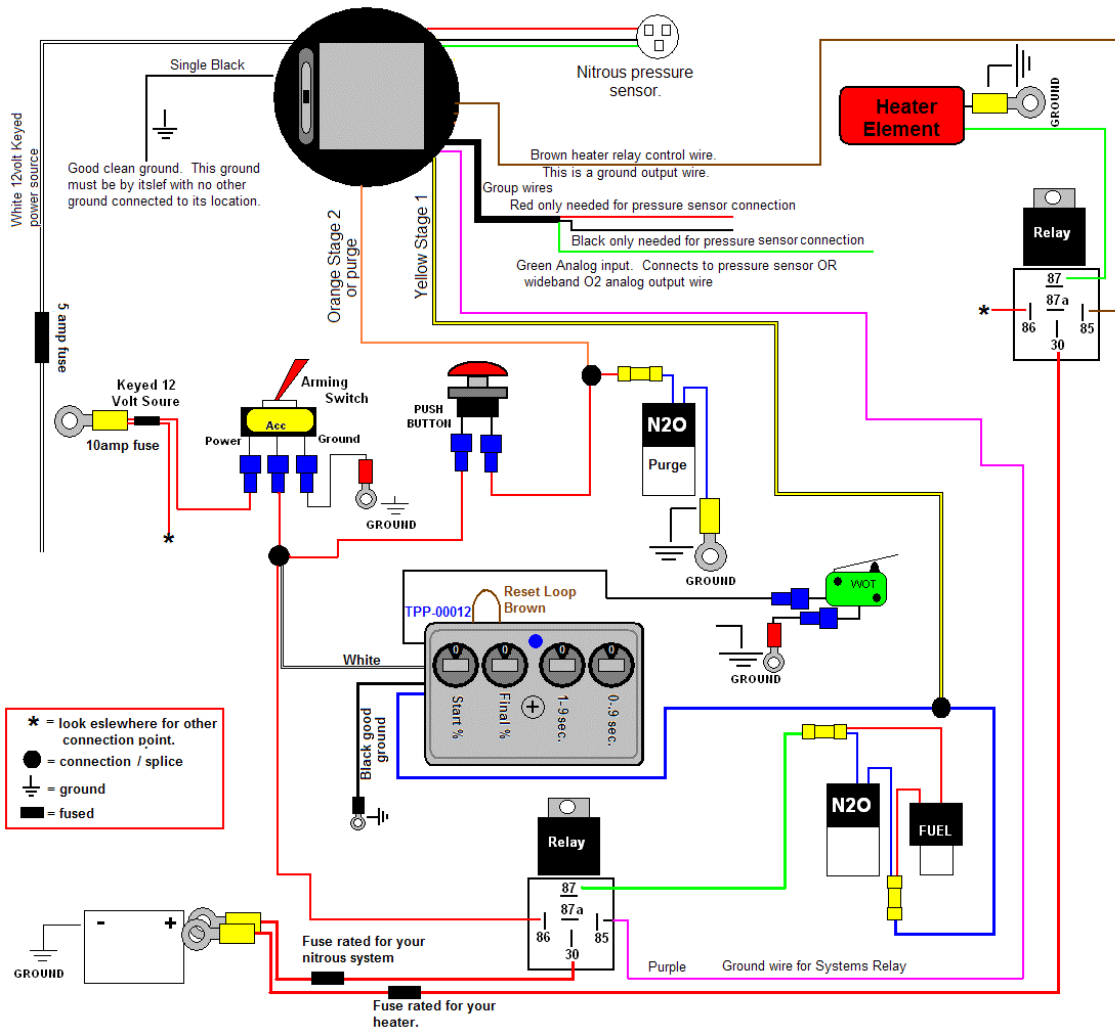 Single Black
Nitrous pressure
sensor.
White 12volt Keyed
power source
Good clean ground. This ground
must be by itslef with no other
ground connected to its location.
Heater
Element
GROUND
Brown heater relay control wire.
This is a ground output wire.
Group wires
Red only needed for pressure sensor connection
Black only needed for pressure sensor connection
Green Analog input. Connects to pressure sensor OR
wideband O2 analog output wire
Orange Stage 2
or purge
Yellow Stage 1
Relay
87
87a
*
86
85
30
5 amp fuse
Keyed 12
Volt Soure
10amp fuse
*
Arming
Switch
Acc
Power
Ground
GROUND
PUSH
BUTTON
N2O
Purge
GROUND
Reset Loop
Brown
TPP-00012
WOT
GROUND
White
0
0
0
0
Start %
Final %
1-9sec.
0-.9 sec.
Black good
ground
* = look eslewhere for other
connection point.
= connection / splice
= ground
= fused
N2O
FUEL
Relay
87
87a
86
85
30
- +
GROUND
Fuse rated for your
nitrous system
Purple
Ground wire for Systems Relay
Fuse rated for your
heater.